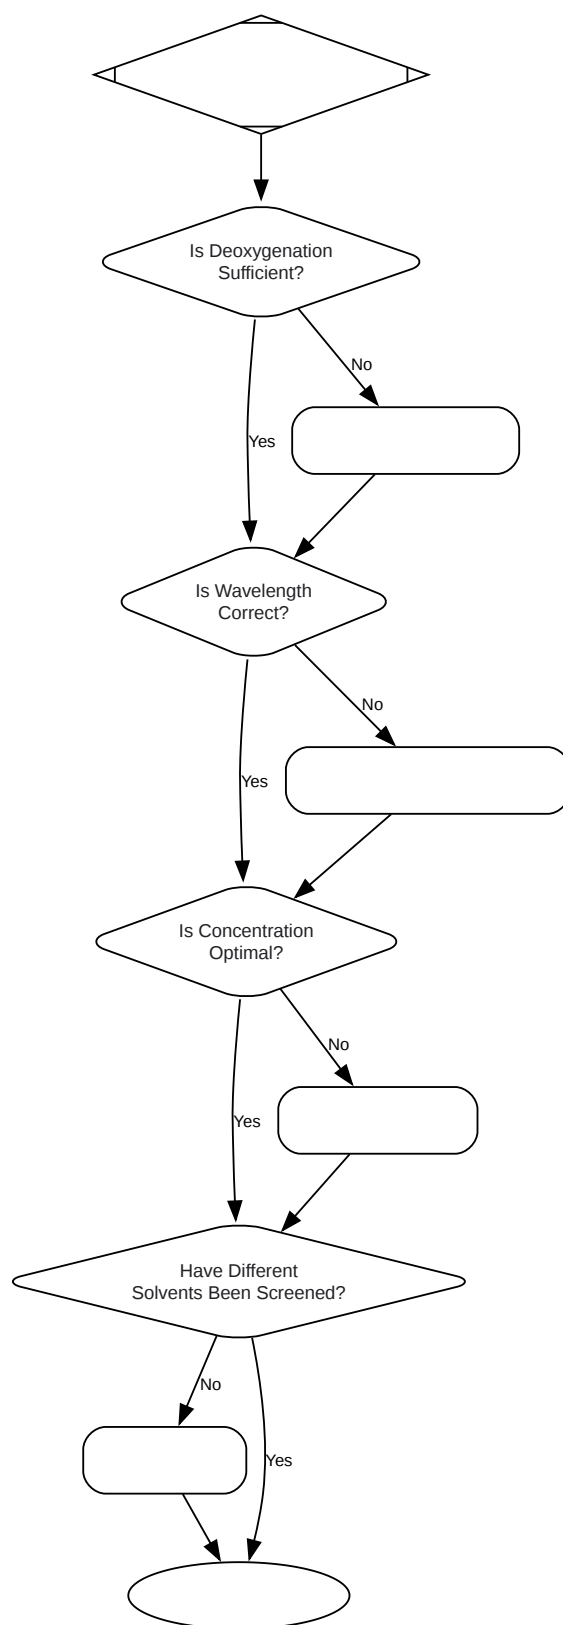 Is Deoxygenation
Sufficient?
No
Yes
Is Wavelength
Correct?
No
Yes
Is Concentration
Optimal?
No
Yes
Have Different
Solvents Been Screened?
No
Yes